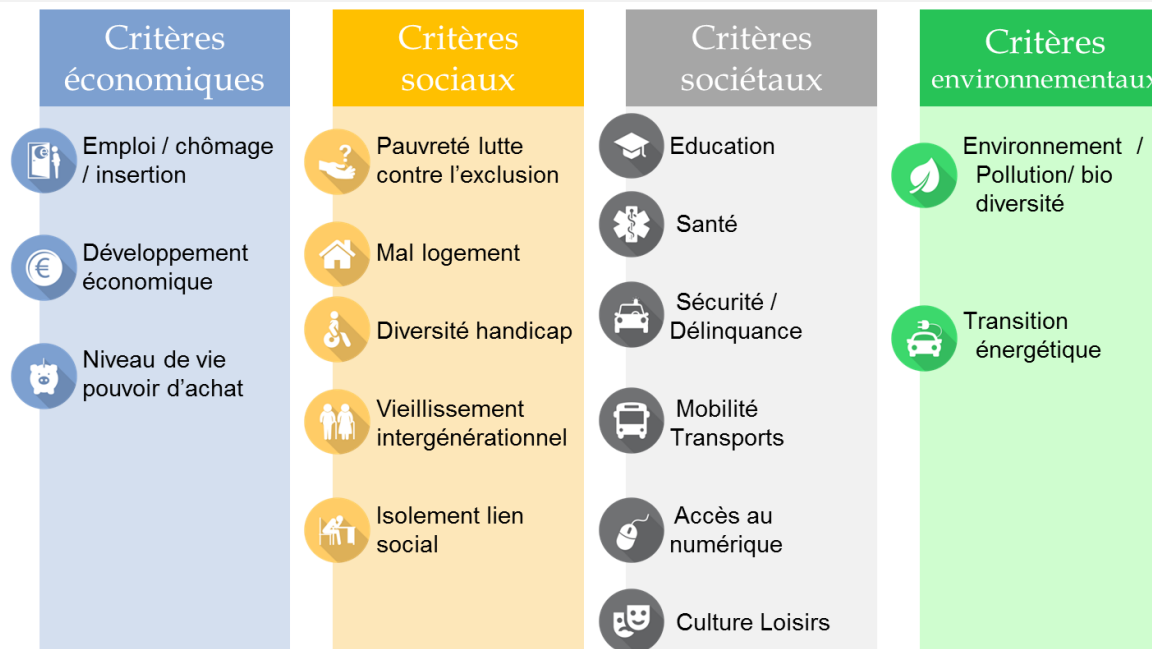 Critères
économiques
Emploi / chômage
/ insertion
Développement
économique
Niveau de vie
pouvoir d'achat
Critères
sociaux
Pauvreté lutte
contre l'exclusion
Mal logement
Diversité handicap
Vieillissement
intergénérationnel
Isolement lien
social
Critères
sociétaux
Education
Santé
Sécurité /
Délinquance
Mobilité
Transports
Accès au
numérique
Culture Loisirs
Critères
environnementaux
Environnement /
Pollution/ bio
diversité
Transition
énergétique